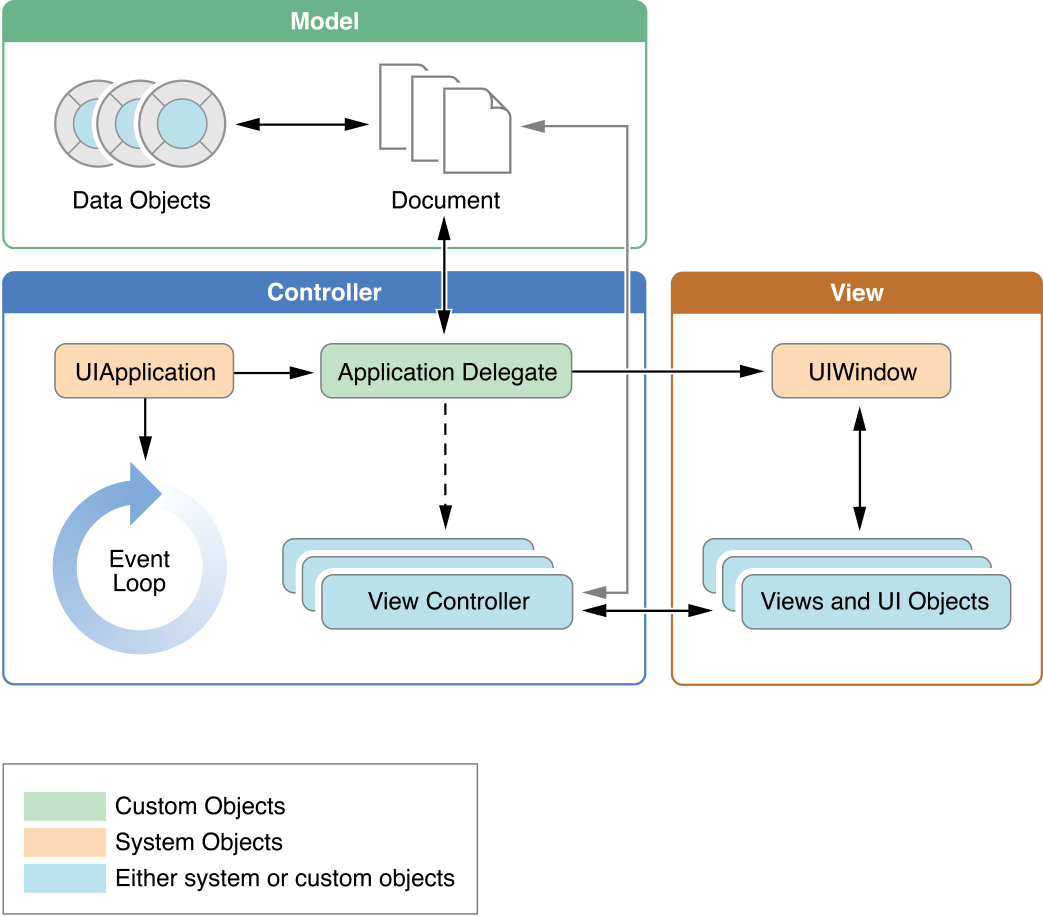 Model
Data Objects
Document
Controller
View
UIApplication
Application Delegate
UIWindow
Event
Loop
View Controller
Views and UI Objects
Custom Objects
System Objects
Either system or custom objects